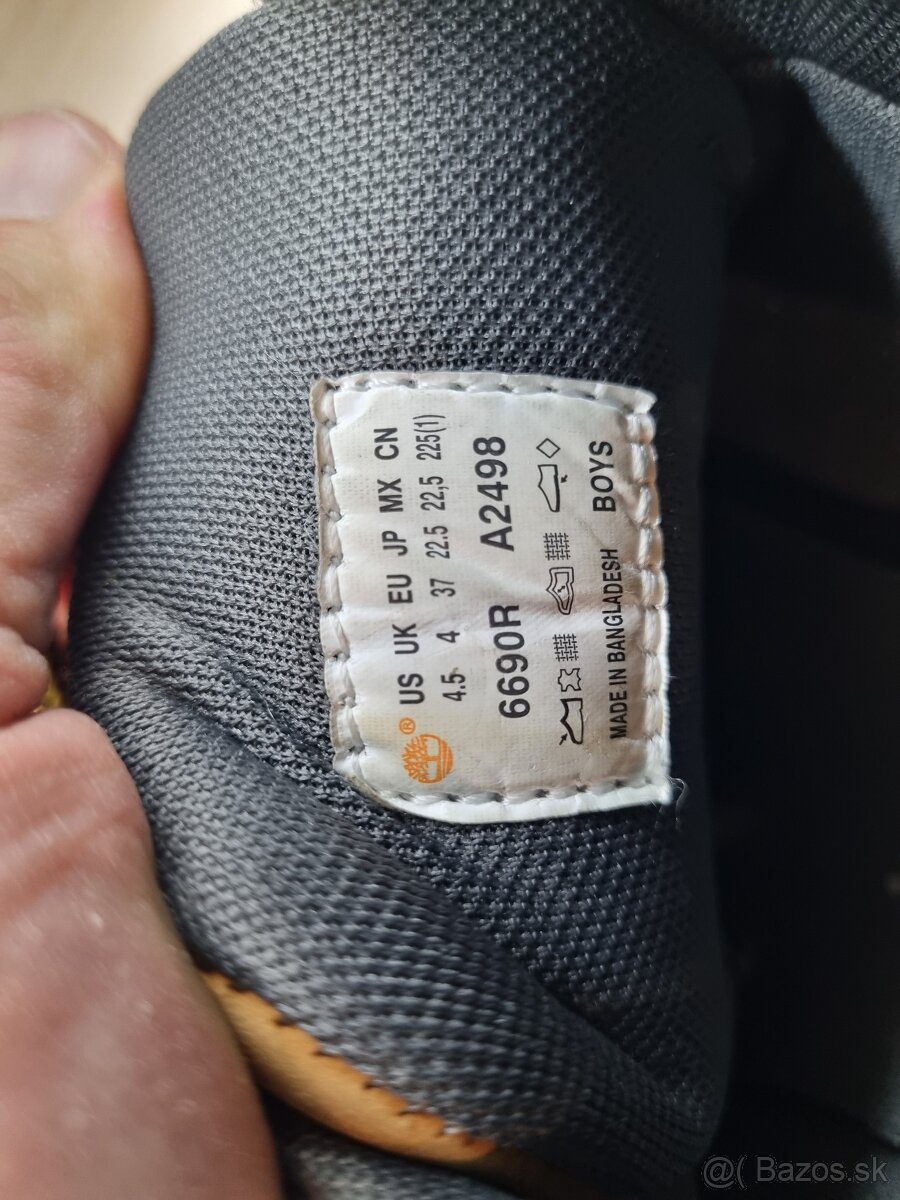 ® US UK EU JP MX CN
4.5 4 37 22.5 22,5 225(1)
6690R A2498
MADE IN BANGLADESH BOYS
@( Bazos.sk